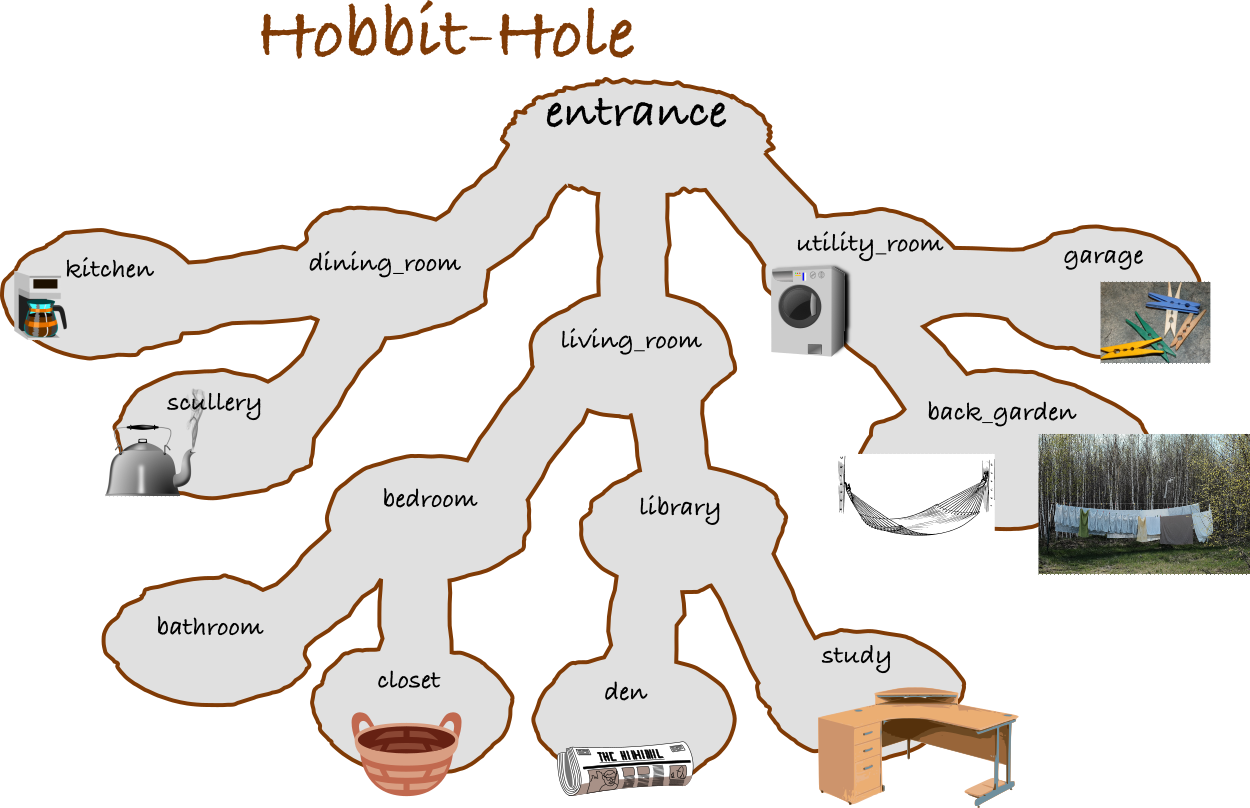 Hobbit-Hole
entrance
utility_room
garage
dining_room
kitchen
living_room
scullery
back_garden
bedroom
library
bathroom
study
closet
den